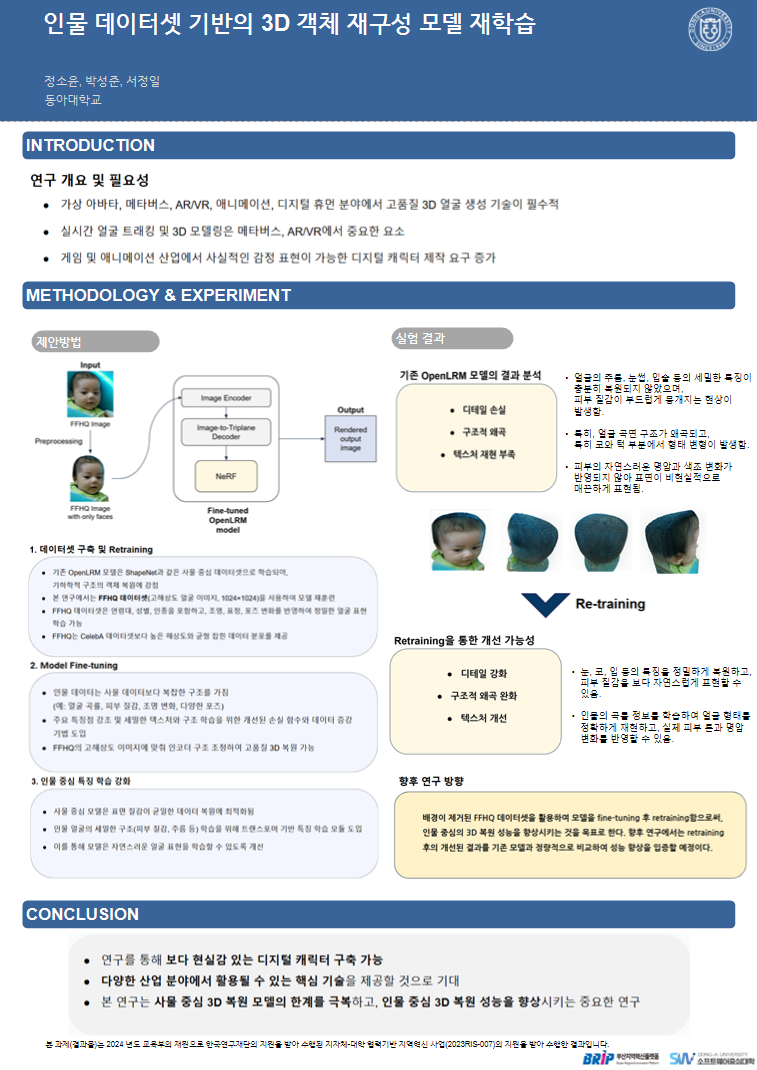 인물 데이터셋 기반의 3D 객체 재구성 모델 재학습
정소윤, 박성준, 서정일
동아대학교
INTRODUCTION
연구 개요 및 필요성
• 가상 아바타, 메타버스, AR/VR, 애니메이션, 디지털 휴먼 분야에서 고품질 3D 얼굴 생성 기술이 필수적
• 실시간 얼굴 트래킹 및 3D 모델링은 메타버스, AR/VR에서 중요한 요소
• 게임 및 애니메이션 산업에서 사실적인 감정 표현이 가능한 디지털 캐릭터 제작 요구 증가
METHODOLOGY & EXPERIMENT
제안방법
Input
FFHQ Image
Preprocessing
FFHQ Image
with only faces
Image Encoder
Image-to-Triplane
Decoder
NeRF
Fine-tuned
OpenLRM
model
Output
Rendered
output
image
1. 데이터셋 구축 및 Retraining
• 기존 OpenLRM 모델은 ShapeNet과 같은 사물 중심 데이터셋으로 학습되어,
기하학적 구조의 객체 복원에 강점
• 본 연구에서는 FFHQ 데이터셋(고해상도 얼굴 이미지, 1024×1024)을 사용하여 모델 재훈련
• FFHQ 데이터셋은 연령대, 성별, 인종을 포함하고, 조명, 표정, 포즈 변화를 반영하여 정밀한 얼굴 표현
학습 가능
• FFHQ는 CelebA 데이터셋보다 높은 해상도와 균형 잡힌 데이터 분포를 제공
2. Model Fine-tuning
• 인물 데이터는 사물 데이터보다 복잡한 구조를 가짐
(예: 얼굴 곡률, 피부 질감, 조명 변화, 다양한 포즈)
• 주요 특징점 강조 및 세밀한 텍스처와 구조 학습을 위한 개선된 손실 함수와 데이터 증강
기법 도입
• FFHQ의 고해상도 이미지에 맞춰 인코더 구조 조정하여 고품질 3D 복원 가능
3. 인물 중심 특징 학습 강화
• 사물 중심 모델은 표면 질감이 균일한 데이터 복원에 최적화됨
• 인물 얼굴의 세밀한 구조(피부 질감, 주름 등) 학습을 위해 트랜스포머 기반 특징 학습 모듈 도입
• 이를 통해 모델은 자연스러운 얼굴 표현을 학습할 수 있도록 개선
실험 결과
기존 OpenLRM 모델의 결과 분석
• 디테일 손실
• 구조적 왜곡
• 텍스처 재현 부족
• 얼굴의 주름, 눈썹, 입술 등의 세밀한 특징이
충분히 복원되지 않았으며,
피부 질감이 부드럽게 뭉개지는 현상이
발생함.
• 특히, 얼굴 곡면 구조가 왜곡되고,
특히 코와 턱 부분에서 형태 변형이 발생함.
• 피부의 자연스러운 명암과 색조 변화가
반영되지 않아 표면이 비현실적으로
매끈하게 표현됨.
Re-training
Retraining을 통한 개선 가능성
• 디테일 강화
• 구조적 왜곡 완화
• 텍스처 개선
• 눈, 코, 입 등의 특징을 정밀하게 복원하고,
피부 질감을 보다 자연스럽게 표현할 수
있음.
• 인물의 곡률 정보를 학습하여 얼굴 형태를
정확하게 재현하고, 실제 피부 톤과 명암
변화를 반영할 수 있음.
향후 연구 방향
배경이 제거된 FFHQ 데이터셋을 활용하여 모델을 fine-tuning 후 retraining함으로써,
인물 중심의 3D 복원 성능을 향상시키는 것을 목표로 한다. 향후 연구에서는 retraining
후의 개선된 결과를 기존 모델과 정량적으로 비교하여 성능 향상을 입증할 예정이다.
CONCLUSION
• 연구를 통해 보다 현실감 있는 디지털 캐릭터 구축 가능
• 다양한 산업 분야에서 활용될 수 있는 핵심 기술을 제공할 것으로 기대
• 본 연구는 사물 중심 3D 복원 모델의 한계를 극복하고, 인물 중심 3D 복원 성능을 향상시키는 중요한 연구
본 과제(결과물)는 2024 년도 교육부의 재원으로 한국연구재단의 지원을 받아 수행된 지자체-대학 협력기반 지역혁신 사업(2023RIS-007)의 지원을 받아 수행한 결과입니다.
BRIP 부산지역혁신플랫폼
DONG-A UNIVERSITY
소프트웨어중심대학